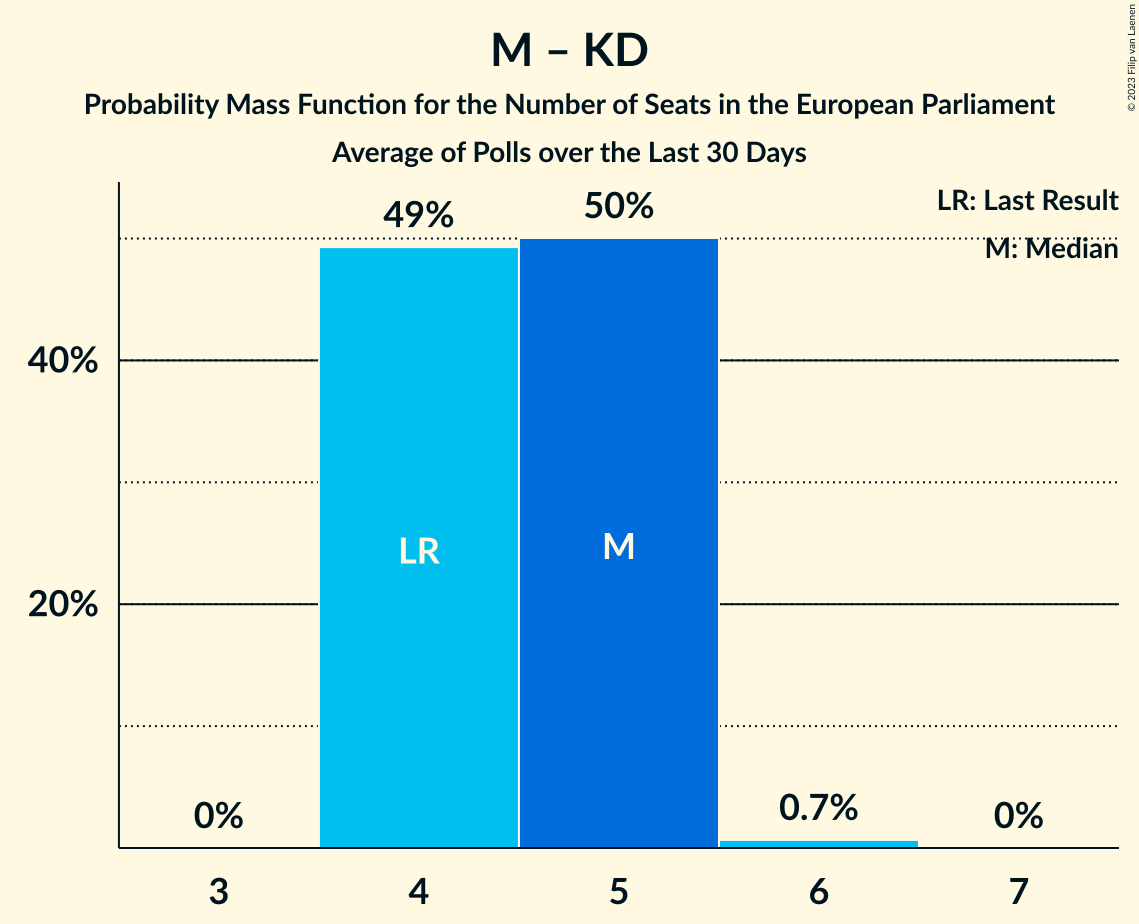 M – KD
Probability Mass Function for the Number of Seats in the European Parliament
Average of Polls over the Last 30 Days
© 2023 Filip van Laenen
LR: Last Result
M: Median
49%
50%
40%
20%
LR
M
0%
0.7%
0%
3
4
5
6
7